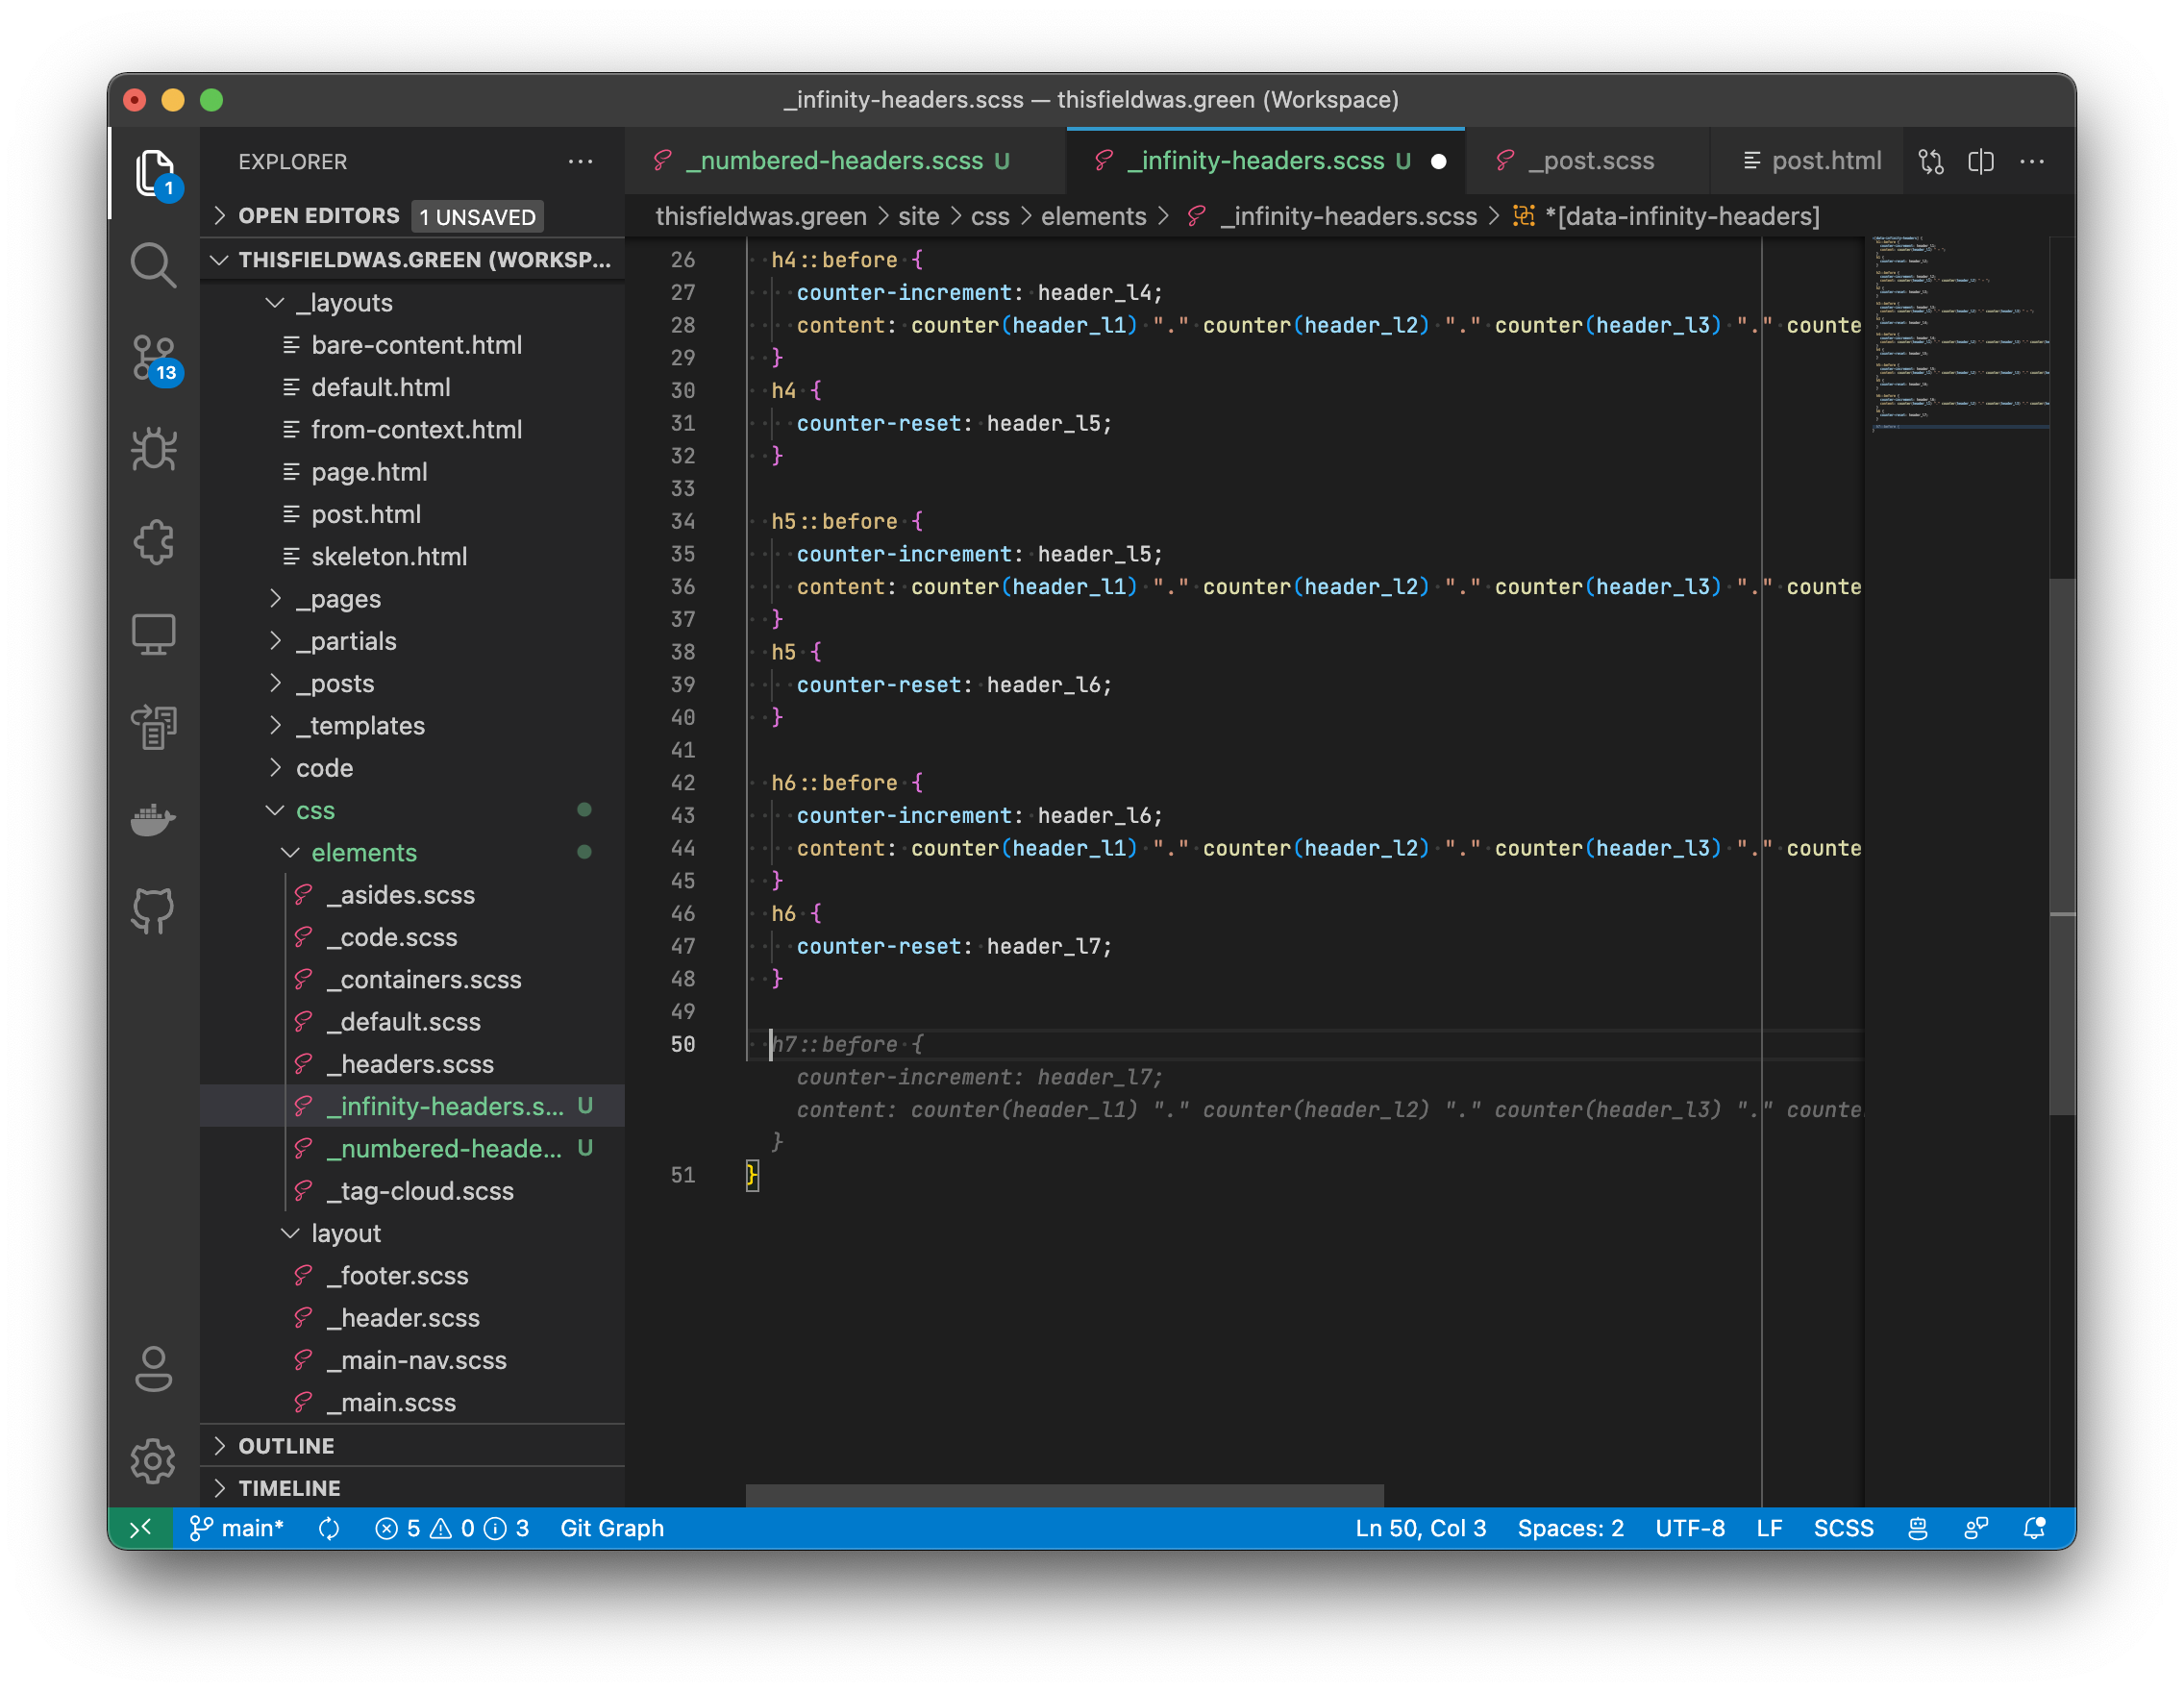 _infinity-headers.scss — thisfieldwas.green (Workspace)
EXPLORER
1
OPEN EDITORS 1 UNSAVED
THISFIELDWAS.GREEN (WORKSP...
_layouts
bare-content.html
default.html
13
from-context.html
page.html
post.html
skeleton.html
_pages
_partials
_posts
_templates
code
css
elements
_asides.scss
_code.scss
_containers.scss
_default.scss
_headers.scss
_infinity-headers.s... U
_numbered-heade... U
_tag-cloud.scss
layout
_footer.scss
_header.scss
_main-nav.scss
_main.scss
OUTLINE
TIMELINE
_numbered-headers.scss U _infinity-headers.scss U _post.scss post.html
thisfieldwas.green > site > css > elements > _infinity-headers.scss > *[data-infinity-headers]
26 h4::before {
27 counter-increment: header_l4;
28 content: counter(header_l1) "." counter(header_l2) "." counter(header_l3) "." counte
29 }
30 h4 {
31 counter-reset: header_l5;
32 }
33
34 h5::before {
35 counter-increment: header_l5;
36 content: counter(header_l1) "." counter(header_l2) "." counter(header_l3) "." counte
37 }
38 h5 {
39 counter-reset: header_l6;
40 }
41
42 h6::before {
43 counter-increment: header_l6;
44 content: counter(header_l1) "." counter(header_l2) "." counter(header_l3) "." counte
45 }
46 h6 {
47 counter-reset: header_l7;
48 }
49
50 h7::before {
counter-increment: header_l7;
content: counter(header_l1) "." counter(header_l2) "." counter(header_l3) "." counte
}
51 }
main* 5 0 3 Git Graph Ln 50, Col 3 Spaces: 2 UTF-8 LF SCSS